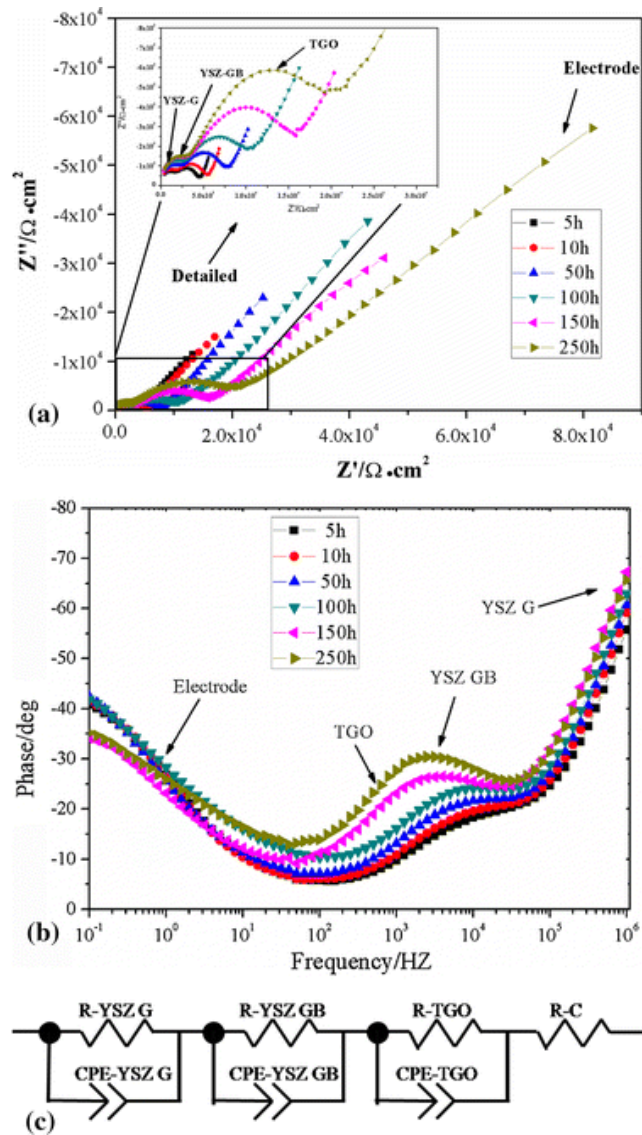 -8x10⁴
-7x10⁴
-6x10⁴
-5x10⁴
-4x10⁴
-3x10⁴
-2x10⁴
-1x10⁴
0
Z''/Ω •cm²
TGO
YSZ-GB
YSZ-G
Z'/Ω•cm²
Electrode
Detailed
5h
10h
50h
100h
150h
250h
0.0
2.0x10⁴
4.0x10⁴
6.0x10⁴
8.0x10⁴
(a)
Z'/Ω •cm²
-80
-70
-60
-50
-40
-30
-20
-10
0
Phase/deg
5h
10h
50h
100h
150h
250h
YSZ G
YSZ GB
TGO
Electrode
10⁻¹ 10⁰ 10¹ 10² 10³ 10⁴ 10⁵ 10⁶
(b)
Frequency/HZ
R-YSZ G R-YSZ GB R-TGO R-C
CPE-YSZ G CPE-YSZ GB CPE-TGO
(c)